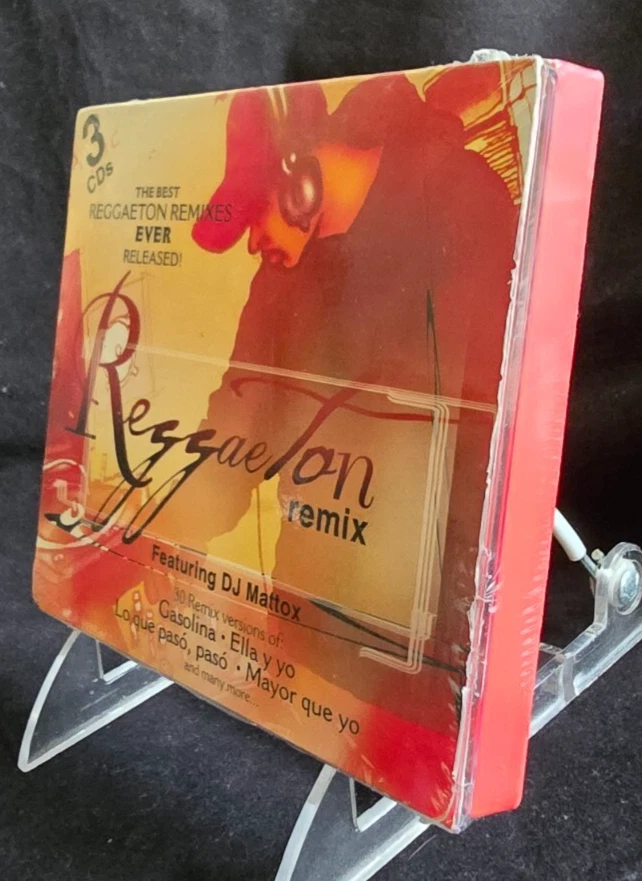 3
CDs
THE BEST
REGGAETON REMIXES
EVER
RELEASED!
ReggaeTon
remix
Featuring DJ Mattox
30 Remix versions of:
Gasolina · Ella y yo
Lo que pasó, pasó · Mayor que yo
and many more...